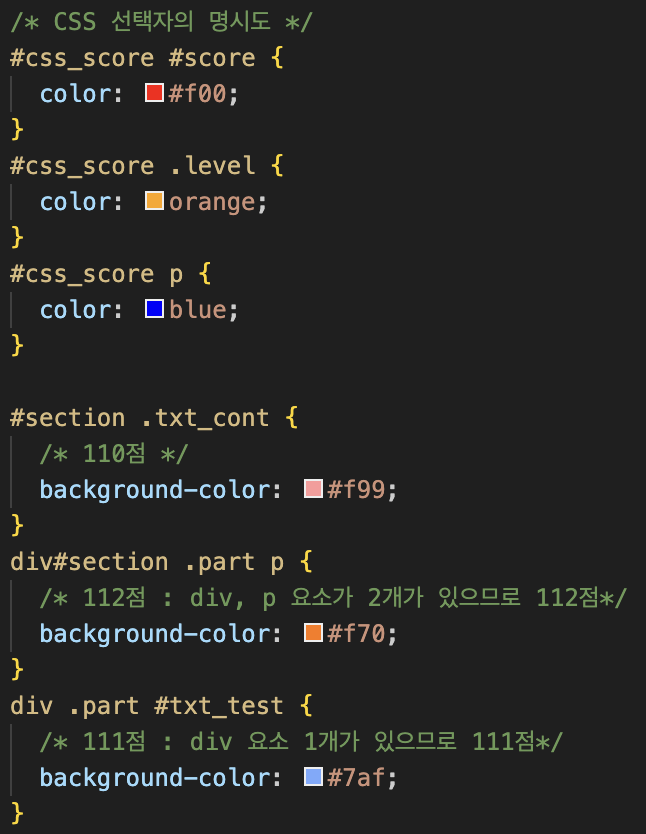 /* CSS 선택자의 명시도 */
#css_score #score {
  color: #f00;
}
#css_score .level {
  color: orange;
}
#css_score p {
  color: blue;
}

#section .txt_cont {
  /* 110점 */
  background-color: #f99;
}
div#section .part p {
  /* 112점 : div, p 요소가 2개가 있으므로 112점*/
  background-color: #f70;
}
div .part #txt_test {
  /* 111점 : div 요소 1개가 있으므로 111점*/
  background-color: #7af;
}